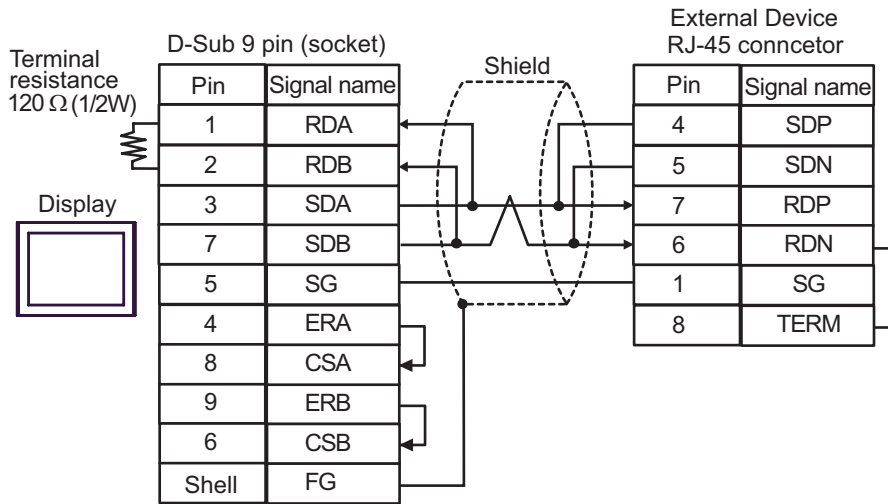 External Device
RJ-45 conncetor
D-Sub 9 pin (socket)
Terminal
resistance
120 Ω (1/2W)
Shield
Display
Pin Signal name
1 RDA
2 RDB
3 SDA
7 SDB
5 SG
4 ERA
8 CSA
9 ERB
6 CSB
Shell FG
Pin Signal name
4 SDP
5 SDN
7 RDP
6 RDN
1 SG
8 TERM